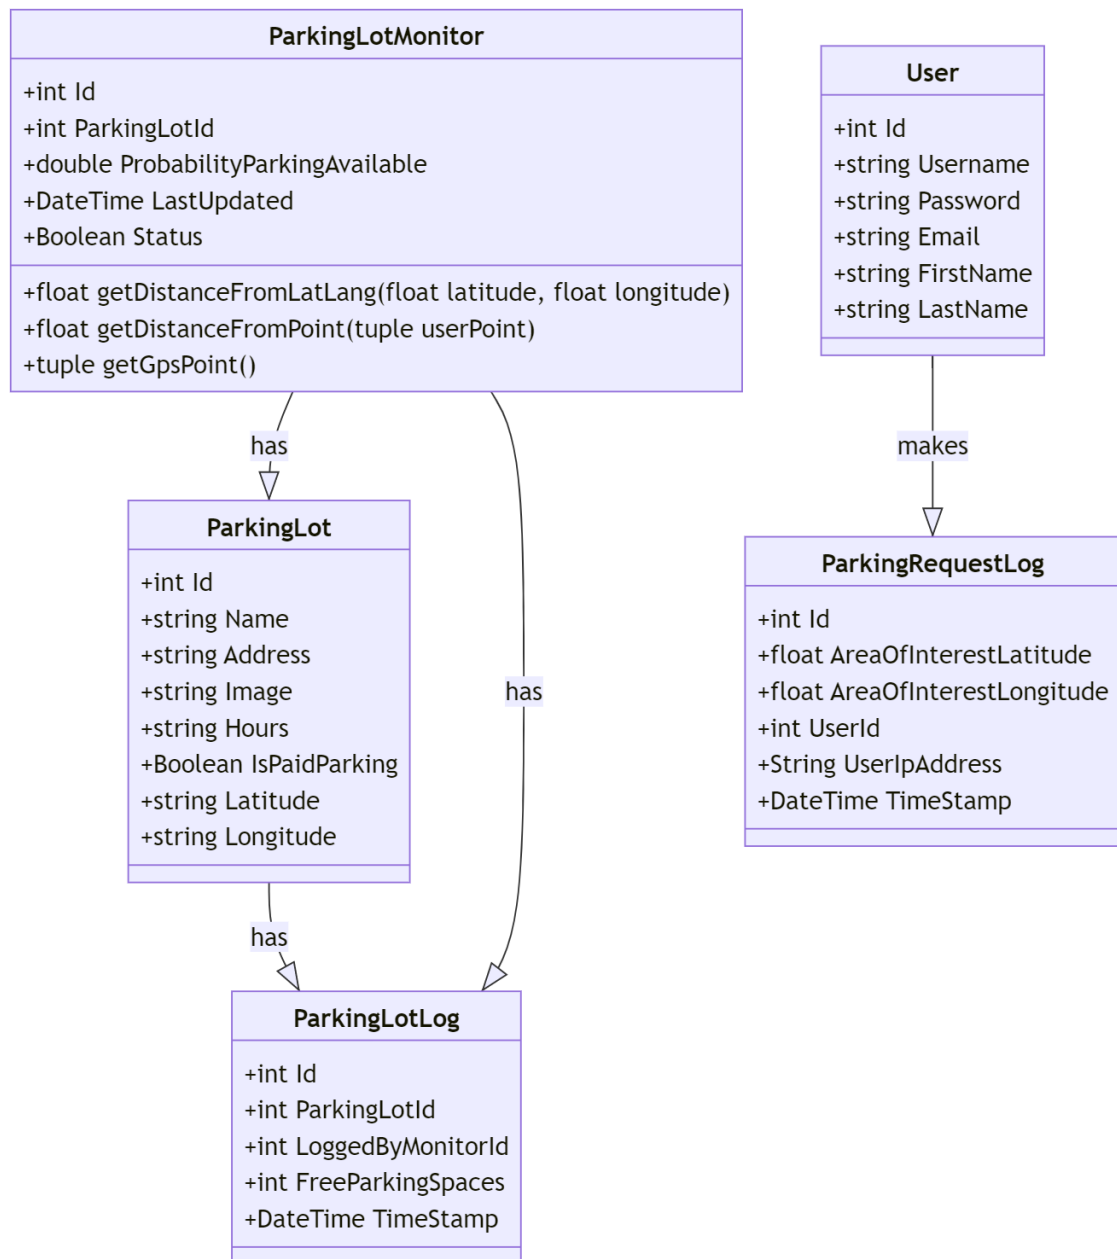 ParkingLotMonitor
+int Id
+int ParkingLotId
+double ProbabilityParkingAvailable
+DateTime LastUpdated
+Boolean Status
+float getDistanceFromLatLang(float latitude, float longitude)
+float getDistanceFromPoint(tuple userPoint)
+tuple getGpsPoint()
User
+int Id
+string Username
+string Password
+string Email
+string FirstName
+string LastName
has
makes
ParkingLot
+int Id
+string Name
+string Address
+string Image
+string Hours
+Boolean IsPaidParking
+string Latitude
+string Longitude
has
ParkingRequestLog
+int Id
+float AreaOfInterestLatitude
+float AreaOfInterestLongitude
+int UserId
+String UserIpAddress
+DateTime TimeStamp
has
ParkingLotLog
+int Id
+int ParkingLotId
+int LoggedByMonitorId
+int FreeParkingSpaces
+DateTime TimeStamp